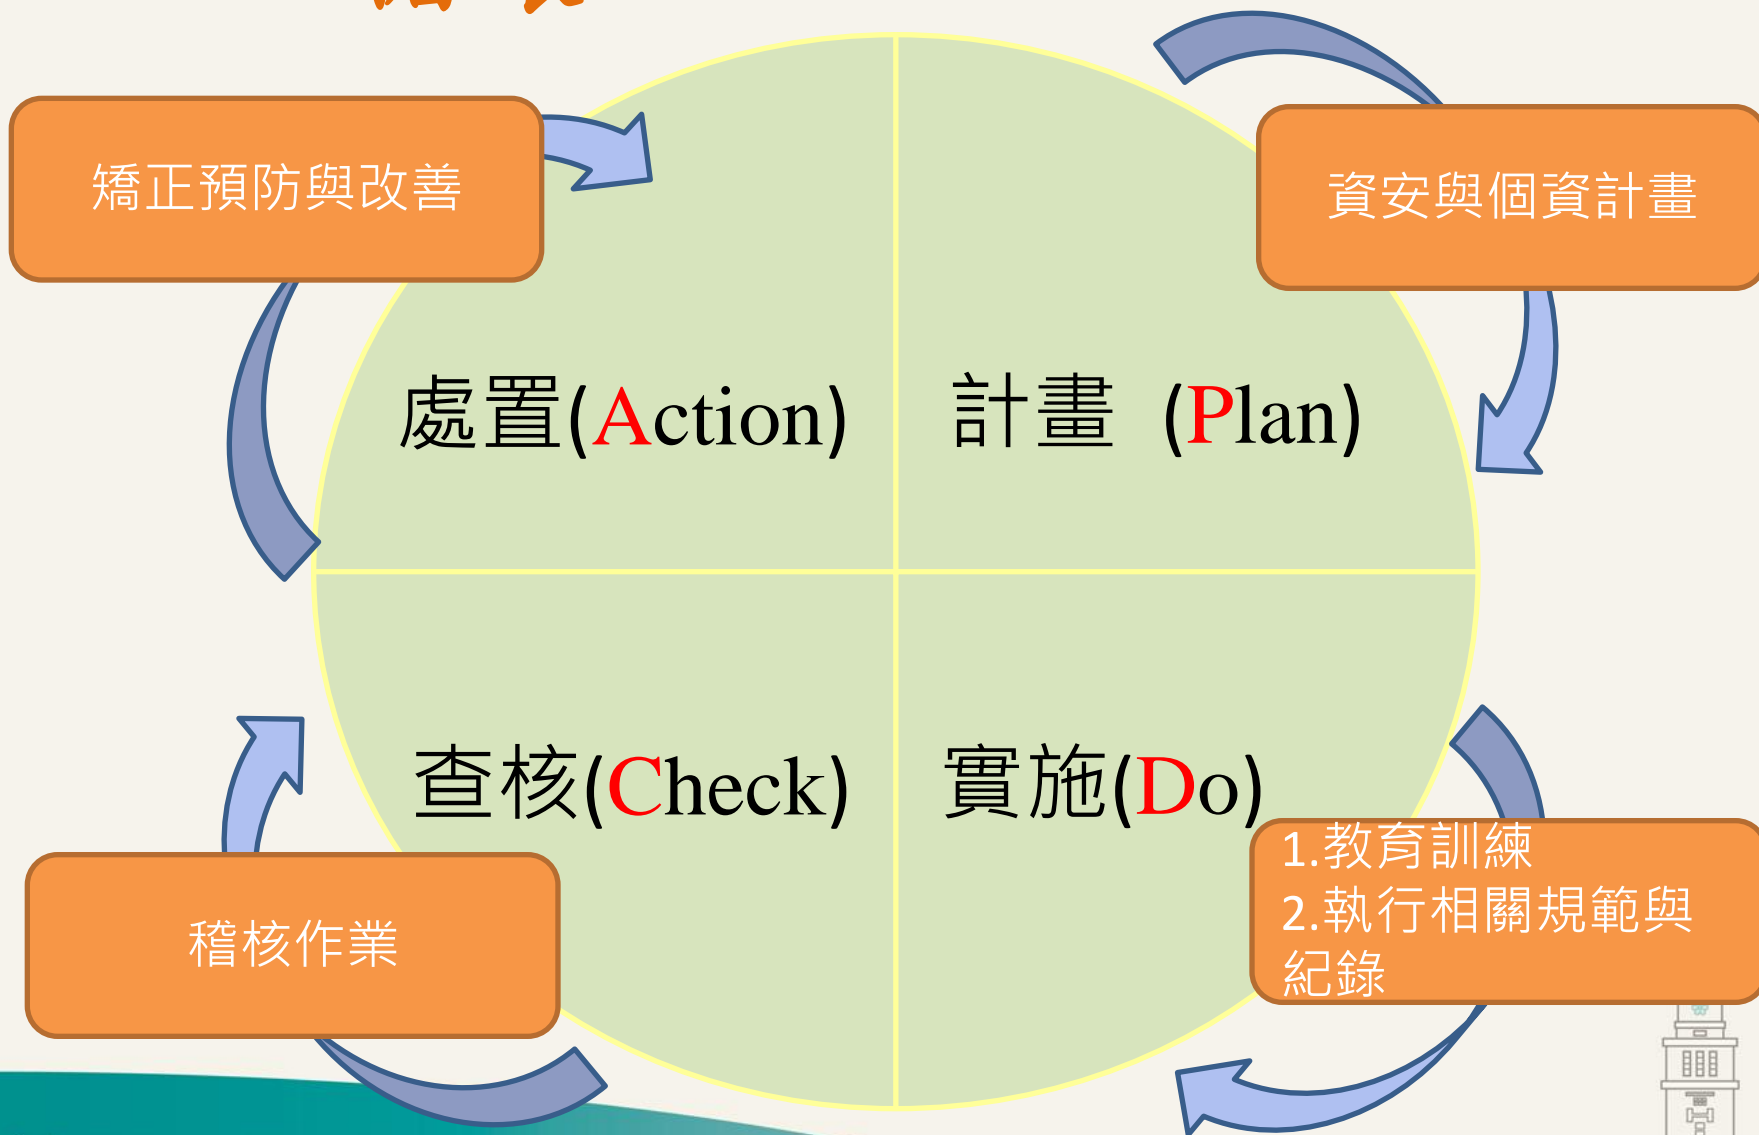 矯正預防與改善
資安與個資計畫
處置(Action)
計畫 (Plan)
查核(Check)
實施(Do)
稽核作業
1.教育訓練
2.執行相關規範與
紀錄